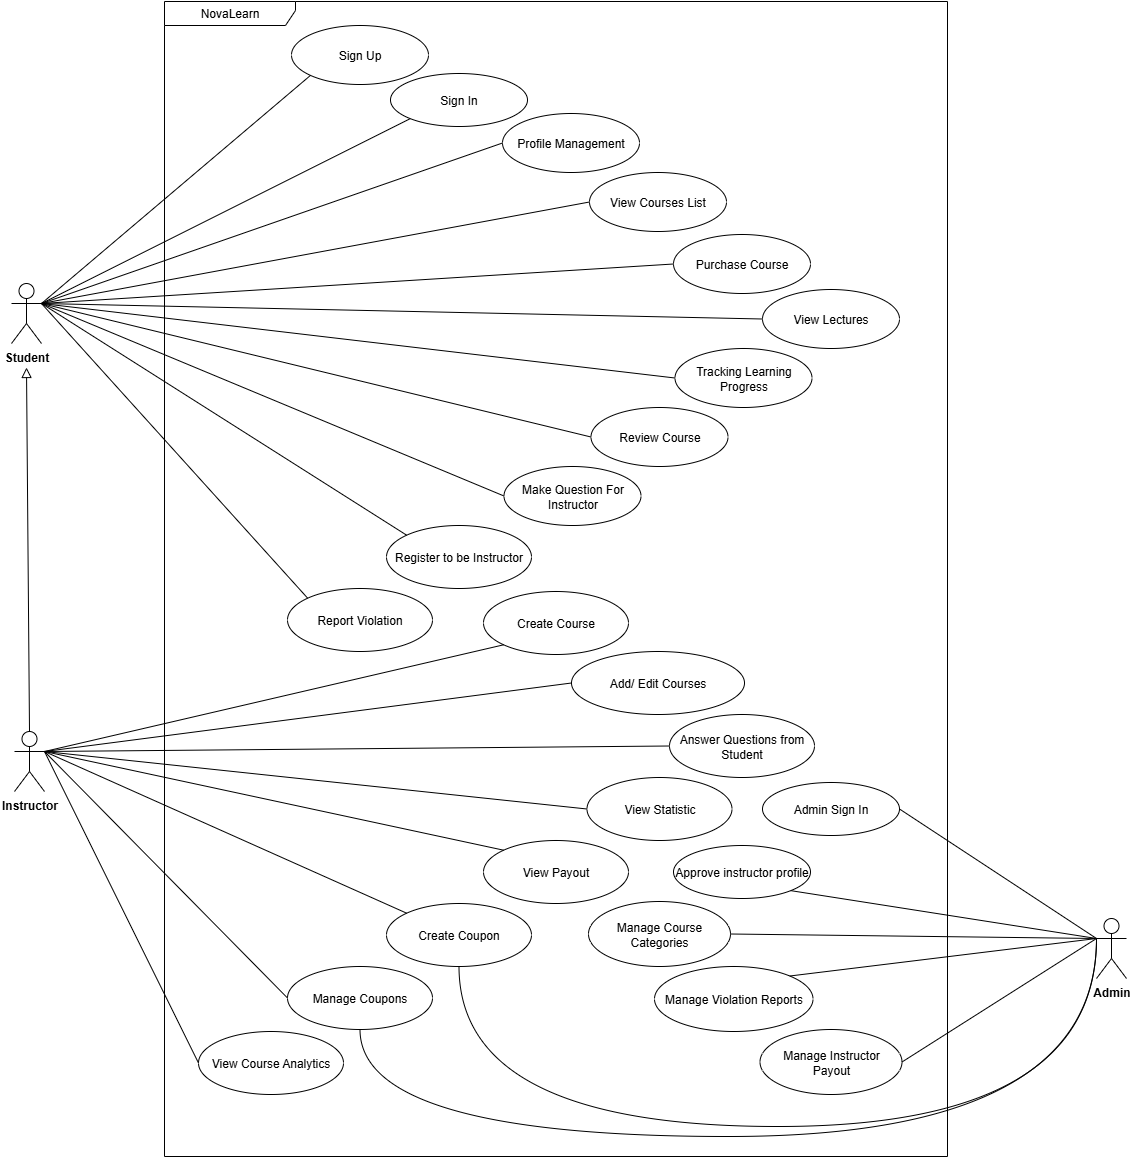 NovaLearn
Sign Up
Sign In
Profile Management
View Courses List
Purchase Course
View Lectures
Student
Tracking Learning
Progress
Review Course
Make Question For
Instructor
Register to be Instructor
Report Violation
Create Course
Add/ Edit Courses
Answer Questions from
Student
Instructor
View Statistic
Admin Sign In
View Payout
Approve instructor profile
Create Coupon
Manage Course
Categories
Manage Coupons
Manage Violation Reports
Admin
View Course Analytics
Manage Instructor
Payout